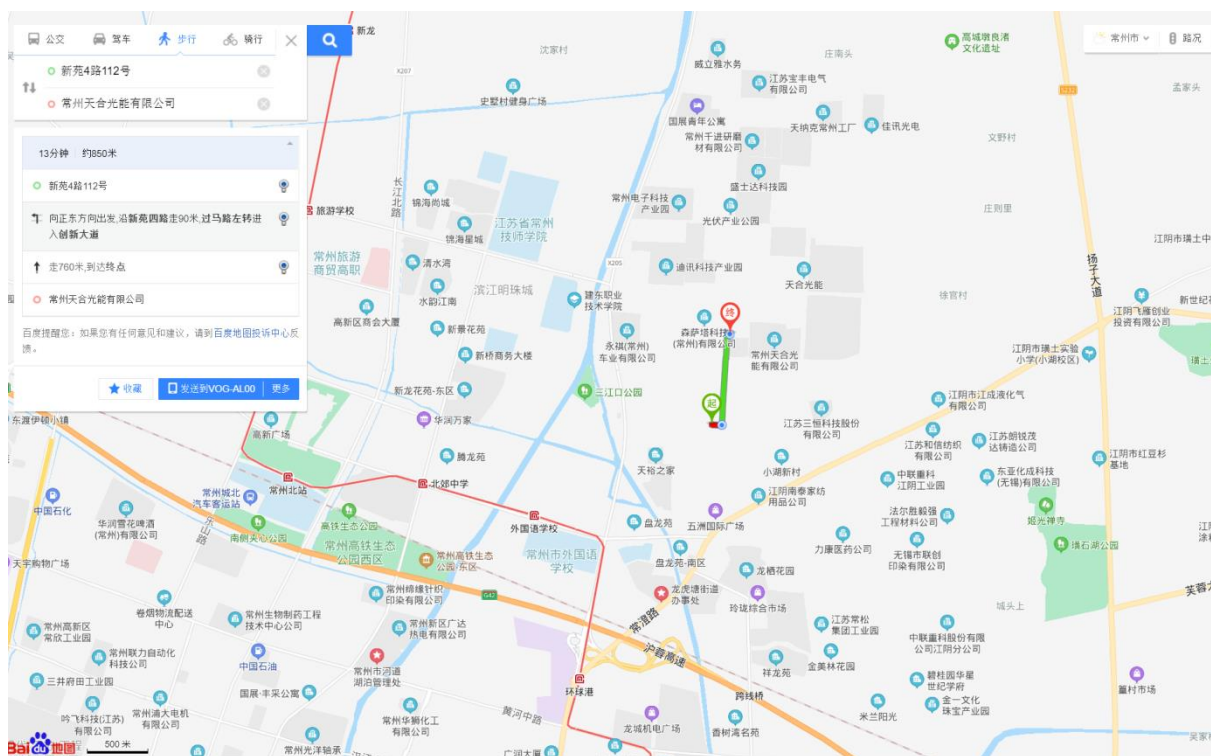 公交
驾车
步行
骑行
新苑4路112号
常州天合光能有限公司
13分钟
约850米
新苑4路112号
向正东方向出发,沿新苑四路走90米,过马路左转进
入创新大道
走760米,到达终点
常州天合光能有限公司
百度提醒您：如果您有任何意见和建议，请到百度地图投诉中心反
馈。
收藏
发送到VOG-AL00
更多
常州市
路况
新龙
沈家村
威立雅水务
庄南头
高城墩良渚
文化遗址
X207
史墅村健身广场
江苏宝丰电气
有限公司
孟家头
国展青年公寓
天纳克常州工厂
佳讯光电
常州千进研磨
材有限公司
文野村
长江北路
锦海尚城
盛士达科技园
常州电子科技
产业园
旅游学校
江苏省常州
技师学院
光伏产业公园
庄则里
锦海星城
江阴市璜土中
常州旅游
商贸高职
清水湾
X205
迪讯科技产业园
扬子大道
天合光能
滨江明珠城
建东职业
技术学院
徐官村
水韵江南
新世纪花
江阴飞雁创业
投资有限公司
高新区商会大厦
新景花苑
森萨塔科技
(常州)有限公司
终
永祺(常州)
车业有限公司
常州天合光
能有限公司
新桥商务大楼
江阴市璜土实验
小学(小湖校区)
璜土
新龙花苑-东区
三江口公园
江阴市江成液化气
有限公司
起
东渡伊顿小镇
华润万家
高新广场
江苏三恒科技股份
有限公司
江苏和信纺织
有限公司
江苏朗锐茂
达铸造公司
腾龙苑
天裕之家
小湖新村
江阴市红豆杉
基地
常州北站
北郊中学
中联重科
江阴工业园
东亚化成科技
(无锡)有限公司
常州城北
汽车客运站
江阴南泰家纺
用品公司
中国石化
高铁生态公园
外国语学校
盘龙苑
五洲国际广场
法尔胜毅强
工程材料公司
姬光禅寺
华润雪花啤酒
(常州)有限公司
东山路
南侧夹心公园
常州高铁生态
公园西区
常州高铁生态
公园-东区
常州市外国语
学校
力康医药公司
无锡市联创
印染有限公司
璜石湖公园
天宇购物广场
盘龙苑-南区
龙栖花园
G42
常州绵缘针织
印染有限公司
龙虎塘街道
办事处
玲珑综合市场
芙蓉大
卷烟物流配送
中心
城头上
常州高新区
常欣工业园
常州生物制药工程
技术中心公司
常州新区广达
热电有限公司
常澄路
江苏常松
集团工业园
中联重科股份有限
公司江阴分公司
常州联力自动化
科技公司
中国石油
常州市河道
湖泊管理处
沪蓉高速
金美林花园
祥龙苑
碧桂园华星
世纪学府
三井府田工业园
环球港
国展·丰采公寓
跨线桥
篁村市场
常州浦大电机
有限公司
金一文化
珠宝产业园
吟飞科技(江苏)
有限公司
黄河中路
常州华狮化工
有限公司
米兰阳光
龙城机电广场
香树湾名苑
Bai du 地图
500 米
常州光洋轴承
广润大厦
吴家村